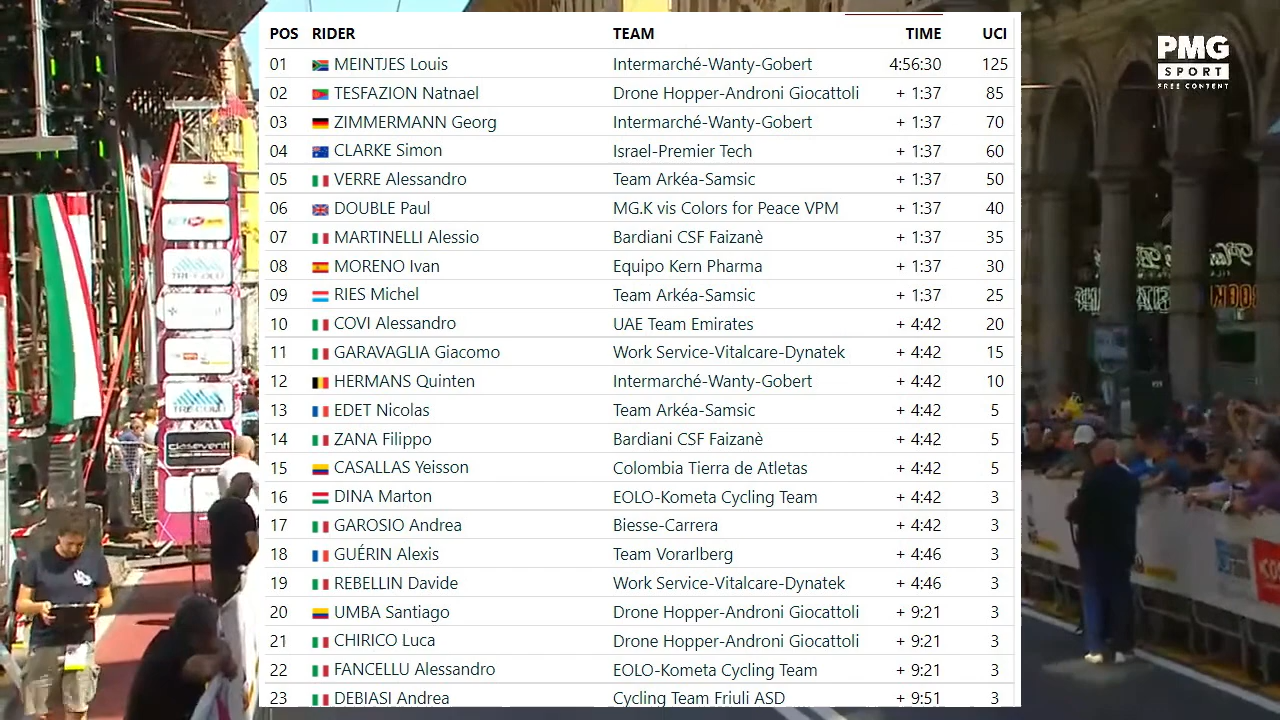 POS RIDER TEAM TIME UCI
01 MEINTJES Louis Intermarché-Wanty-Gobert 4:56:30 125
02 TESFAZION Natnael Drone Hopper-Androni Giocattoli + 1:37 85
03 ZIMMERMANN Georg Intermarché-Wanty-Gobert + 1:37 70
04 CLARKE Simon Israel-Premier Tech + 1:37 60
05 VERRE Alessandro Team Arkéa-Samsic 1:37 50
06 DOUBLE Paul MG.K vis Colors for Peace VPM + 1:37 40
07 MARTINELLI Alessio Bardiani CSF Faizanè + 1:37 35
08 MORENO Ivan Equipo Kern Pharma + 1:37 30
09 RIES Michel Team Arkéa-Samsic + 1:37 25
10 COVI Alessandro UAE Team Emirates + 4:42 20
11 GARAVAGLIA Giacomo Work Service-Vitalcare-Dynatek + 4:42 15
12 HERMANS Quinten Intermarché-Wanty-Gobert + 4:42 10
13 EDET Nicolas Team Arkéa-Samsic + 4:42 5
14 ZANA Filippo Bardiani CSF Faizanè + 4:42 5
15 CASALLAS Yeisson Colombia Tierra de Atletas + 4:42 5
16 DINA Marton EOLO-Kometa Cycling Team + 4:42 3
17 GAROSIO Andrea Biesse-Carrera + 4:42 3
18 GUÉRIN Alexis Team Vorarlberg + 4:46 3
19 REBELLIN Davide Work Service-Vitalcare-Dynatek + 4:46 3
20 UMBA Santiago Drone Hopper-Androni Giocattoli + 9:21 3
21 CHIRICO Luca Drone Hopper-Androni Giocattoli + 9:21 3
22 FANCELLU Alessandro EOLO-Kometa Cycling Team + 9:21 3
23 DEBIASI Andrea Cycling Team Friuli ASD + 9:51 3
PMG
SPORT
FREE CONTENT